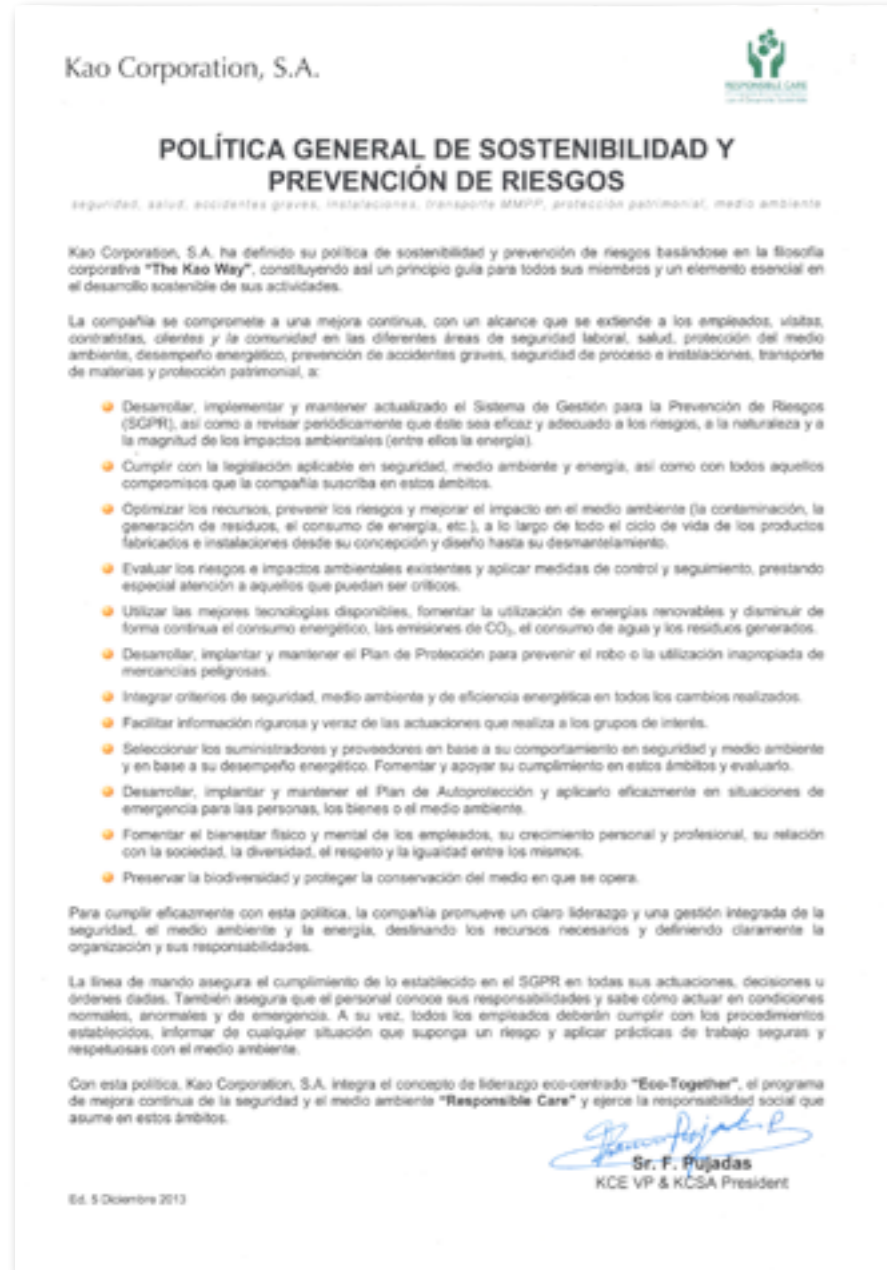 Kao Corporation, S.A.
RESPONSIBLE CARE
POLÍTICA GENERAL DE SOSTENIBILIDAD Y
PREVENCIÓN DE RIESGOS
seguridad, salud, accidentes graves, instalaciones, transporte MMPP, protección patrimonial, medio ambiente
Kao Corporation, S.A. ha definido su política de sostenibilidad y prevención de riesgos basándose en la filosofía
corporativa "The Kao Way", constituyendo así un principio guía para todos sus miembros y un elemento esencial en
el desarrollo sostenible de sus actividades.
La compañía se compromete a una mejora continua, con un alcance que se extiende a los empleados, visitas,
contratistas, clientes y la comunidad en las diferentes áreas de seguridad laboral, salud, protección del medio
ambiente, desempeño energético, prevención de accidentes graves, seguridad de proceso e instalaciones, transporte
de materias y protección patrimonial, a:
Desarrollar, implementar y mantener actualizado el Sistema de Gestión para la Prevención de Riesgos
(SGPR), así como a revisar periódicamente que éste sea eficaz y adecuado a los riesgos, a la naturaleza y a
la magnitud de los impactos ambientales (entre ellos la energía).
Cumplir con la legislación aplicable en seguridad, medio ambiente y energía, así como con todos aquellos
compromisos que la compañía suscriba en estos ámbitos.
Optimizar los recursos, prevenir los riesgos y mejorar el impacto en el medio ambiente (la contaminación, la
generación de residuos, el consumo de energía, etc.), a lo largo de todo el ciclo de vida de los productos
fabricados e instalaciones desde su concepción y diseño hasta su desmantelamiento.
Evaluar los riesgos e impactos ambientales existentes y aplicar medidas de control y seguimiento, prestando
especial atención a aquellos que puedan ser críticos.
Utilizar las mejores tecnologías disponibles, fomentar la utilización de energías renovables y disminuir de
forma continua el consumo energético, las emisiones de CO₂, el consumo de agua y los residuos generados.
Desarrollar, implantar y mantener el Plan de Protección para prevenir el robo o la utilización inapropiada de
mercancías peligrosas.
Integrar criterios de seguridad, medio ambiente y de eficiencia energética en todos los cambios realizados.
Facilitar información rigurosa y veraz de las actuaciones que realiza a los grupos de interés.
Seleccionar los suministradores y proveedores en base a su comportamiento en seguridad y medio ambiente
y en base a su desempeño energético. Fomentar y apoyar su cumplimiento en estos ámbitos y evaluarlo.
Desarrollar, implantar y mantener el Plan de Autoprotección y aplicarlo eficazmente en situaciones de
emergencia para las personas, los bienes o el medio ambiente.
Fomentar el bienestar físico y mental de los empleados, su crecimiento personal y profesional, su relación
con la sociedad, la diversidad, el respeto y la igualdad entre los mismos.
Preservar la biodiversidad y proteger la conservación del medio en que se opera.
Para cumplir eficazmente con esta política, la compañía promueve un claro liderazgo y una gestión integrada de la
seguridad, el medio ambiente y la energía, destinando los recursos necesarios y definiendo claramente la
organización y sus responsabilidades.
La línea de mando asegura el cumplimiento de lo establecido en el SGPR en todas sus actuaciones, decisiones u
órdenes dadas. También asegura que el personal conoce sus responsabilidades y sabe cómo actuar en condiciones
normales, anormales y de emergencia. A su vez, todos los empleados deberán cumplir con los procedimientos
establecidos, informar de cualquier situación que suponga un riesgo y aplicar prácticas de trabajo seguras y
respetuosas con el medio ambiente.
Con esta política, Kao Corporation, S.A. integra el concepto de liderazgo eco-centrado "Eco-Together", el programa
de mejora continua de la seguridad y el medio ambiente "Responsible Care" y ejerce la responsabilidad social que
asume en estos ámbitos.
Sr. F. Pujadas
KCE VP & KCSA President
Ed. 5 Diciembre 2013